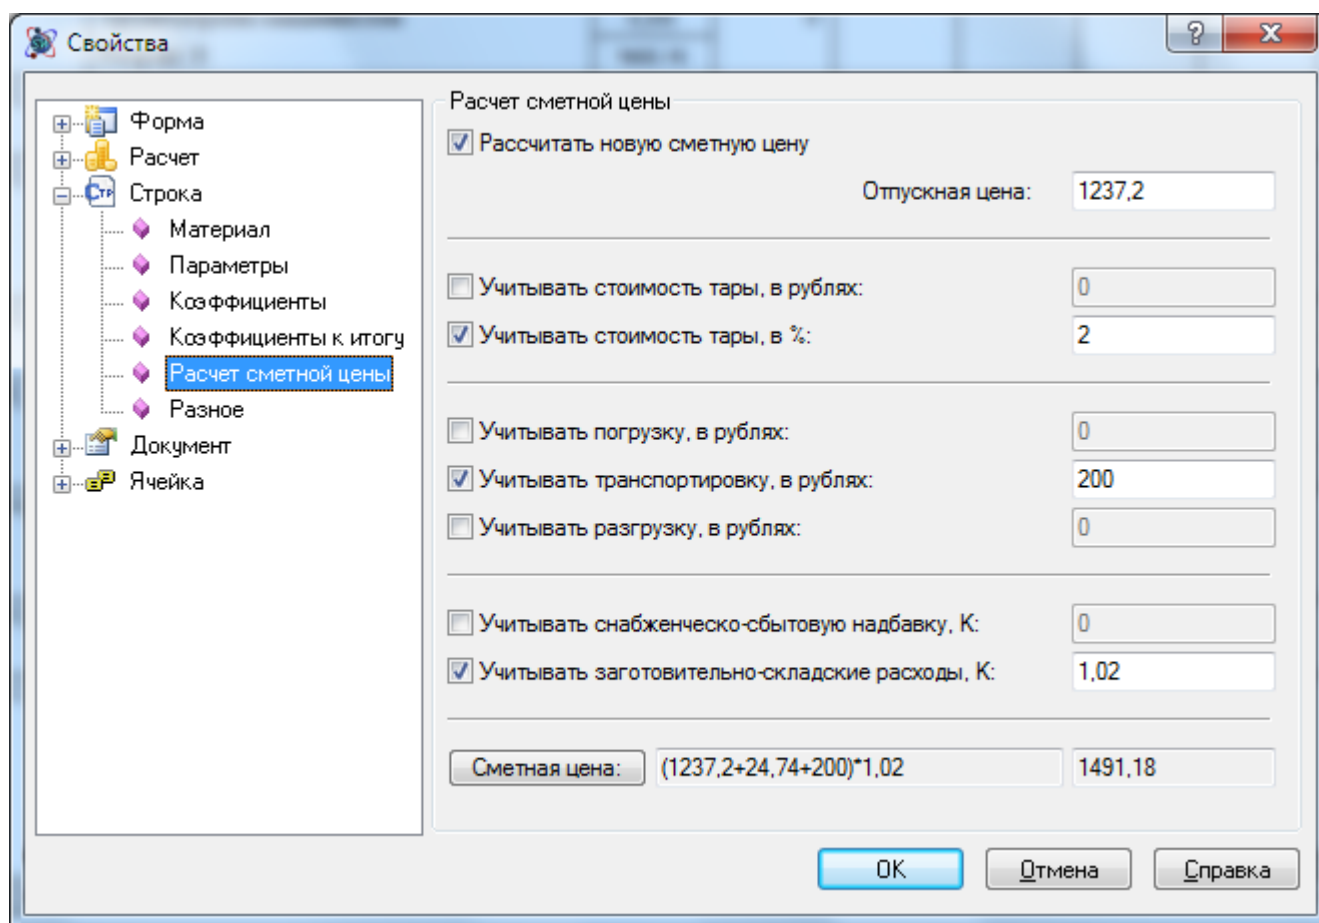 Свойства
Форма
Расчет
Строка
Материал
Параметры
Коэффициенты
Коэффициенты к итогу
Расчет сметной цены
Разное
Документ
Ячейка
Расчет сметной цены
Рассчитать новую сметную цену
Отпускная цена: 1237,2
Учитывать стоимость тары, в рублях: 0
Учитывать стоимость тары, в %: 2
Учитывать погрузку, в рублях: 0
Учитывать транспортировку, в рублях: 200
Учитывать разгрузку, в рублях: 0
Учитывать снабженческо-сбытовую надбавку, К: 0
Учитывать заготовительно-складские расходы, К: 1,02
Сметная цена: (1237,2+24,74+200)*1,02 1491,18
OK Отмена Справка